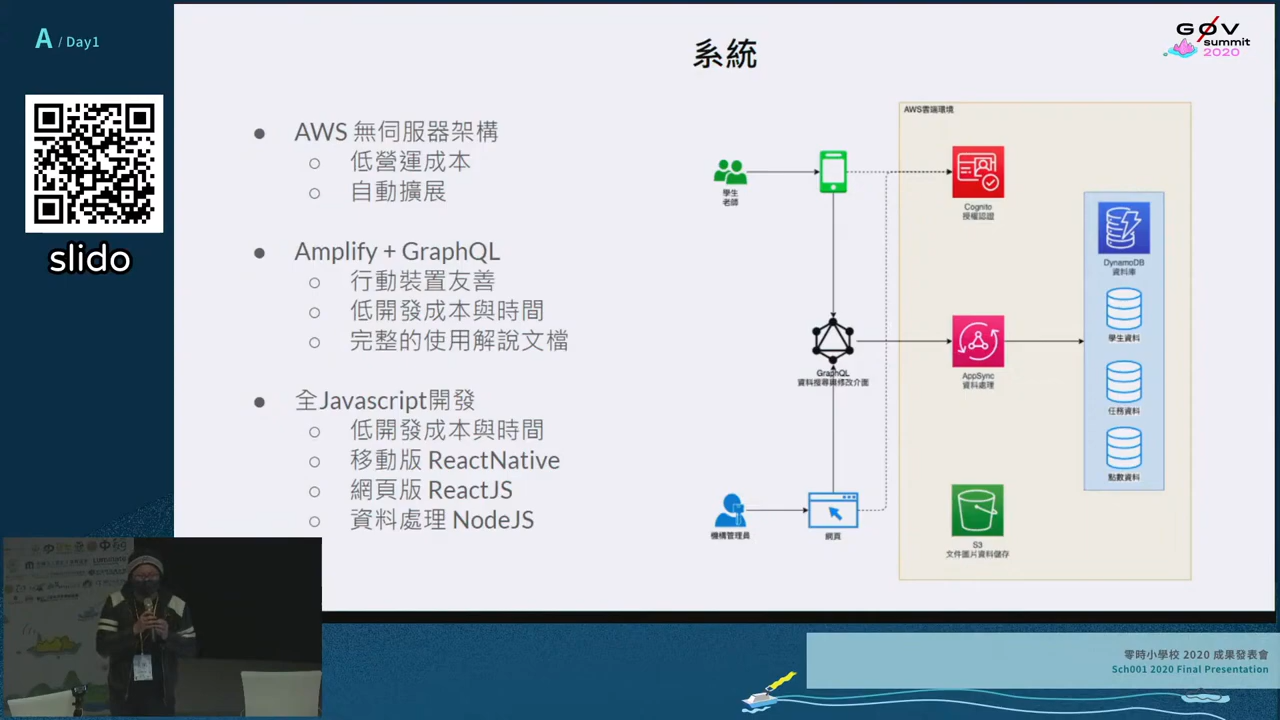 A / Day1
slido
GØV
summit
2020
系統
AWS 無伺服器架構
低營運成本
自動擴展
Amplify + GraphQL
行動裝置友善
低開發成本與時間
完整的使用解說文檔
全Javascript開發
低開發成本與時間
移動版 ReactNative
網頁版 ReactJS
資料處理 NodeJS
AWS雲端環境
學生
老師
Cognito
授權認證
DynamoDB
資料庫
學生資料
任務資料
點數資料
GraphQL
資料搜尋與修改介面
AppSync
資料處理
機構管理員
網頁
S3
文件圖片資料儲存
零時小學校 2020 成果發表會
Sch001 2020 Final Presentation